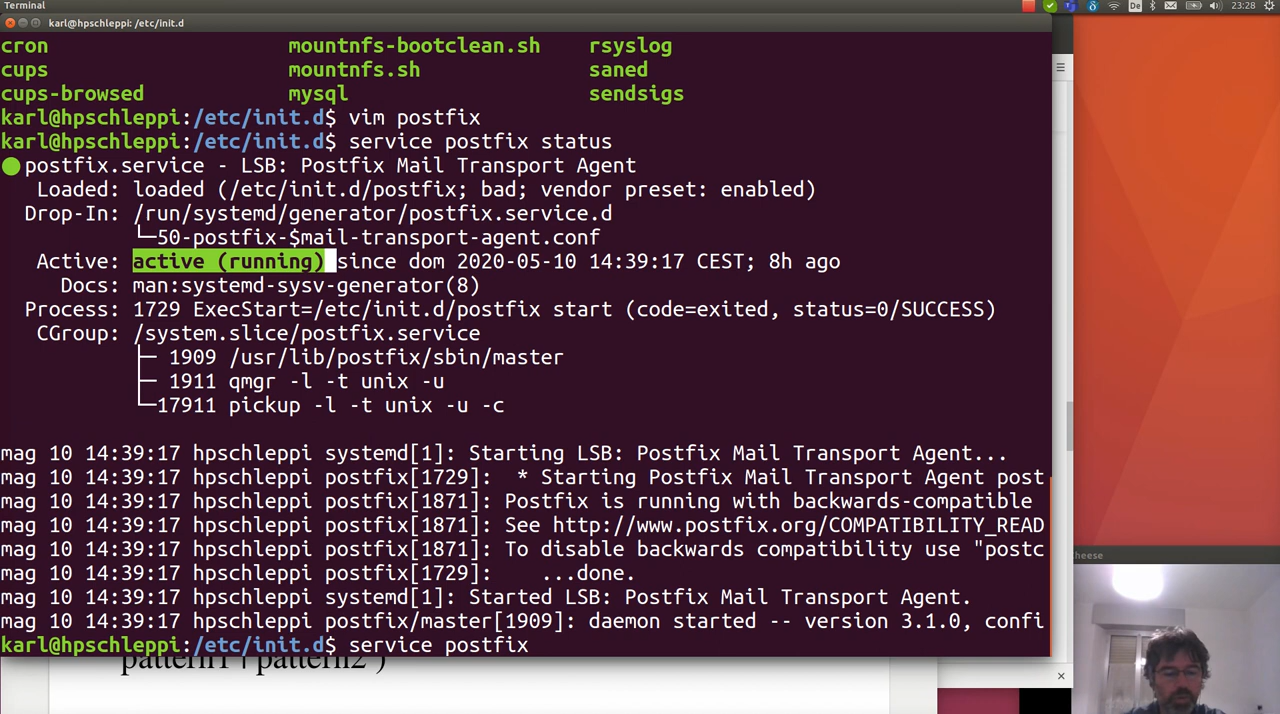 Terminal
De
23:28
karl@hpschleppi: /etc/init.d
cron mountnfs-bootclean.sh rsyslog
cups mountnfs.sh saned
cups-browsed mysql sendsigs
karl@hpschleppi:/etc/init.d$ vim postfix
karl@hpschleppi:/etc/init.d$ service postfix status
● postfix.service - LSB: Postfix Mail Transport Agent
Loaded: loaded (/etc/init.d/postfix; bad; vendor preset: enabled)
Drop-In: /run/systemd/generator/postfix.service.d
└─50-postfix-$mail-transport-agent.conf
Active: active (running) since dom 2020-05-10 14:39:17 CEST; 8h ago
Docs: man:systemd-sysv-generator(8)
Process: 1729 ExecStart=/etc/init.d/postfix start (code=exited, status=0/SUCCESS)
CGroup: /system.slice/postfix.service
├─ 1909 /usr/lib/postfix/sbin/master
├─ 1911 qmgr -l -t unix -u
└─17911 pickup -l -t unix -u -c
mag 10 14:39:17 hpschleppi systemd[1]: Starting LSB: Postfix Mail Transport Agent...
mag 10 14:39:17 hpschleppi postfix[1729]:  * Starting Postfix Mail Transport Agent post
mag 10 14:39:17 hpschleppi postfix[1871]: Postfix is running with backwards-compatible
mag 10 14:39:17 hpschleppi postfix[1871]: See http://www.postfix.org/COMPATIBILITY_READ
mag 10 14:39:17 hpschleppi postfix[1871]: To disable backwards compatibility use "postc
mag 10 14:39:17 hpschleppi postfix[1729]:    ...done.
mag 10 14:39:17 hpschleppi systemd[1]: Started LSB: Postfix Mail Transport Agent.
mag 10 14:39:17 hpschleppi postfix/master[1909]: daemon started -- version 3.1.0, confi
karl@hpschleppi:/etc/init.d$ service postfix
pattern1 | pattern2 )
heese